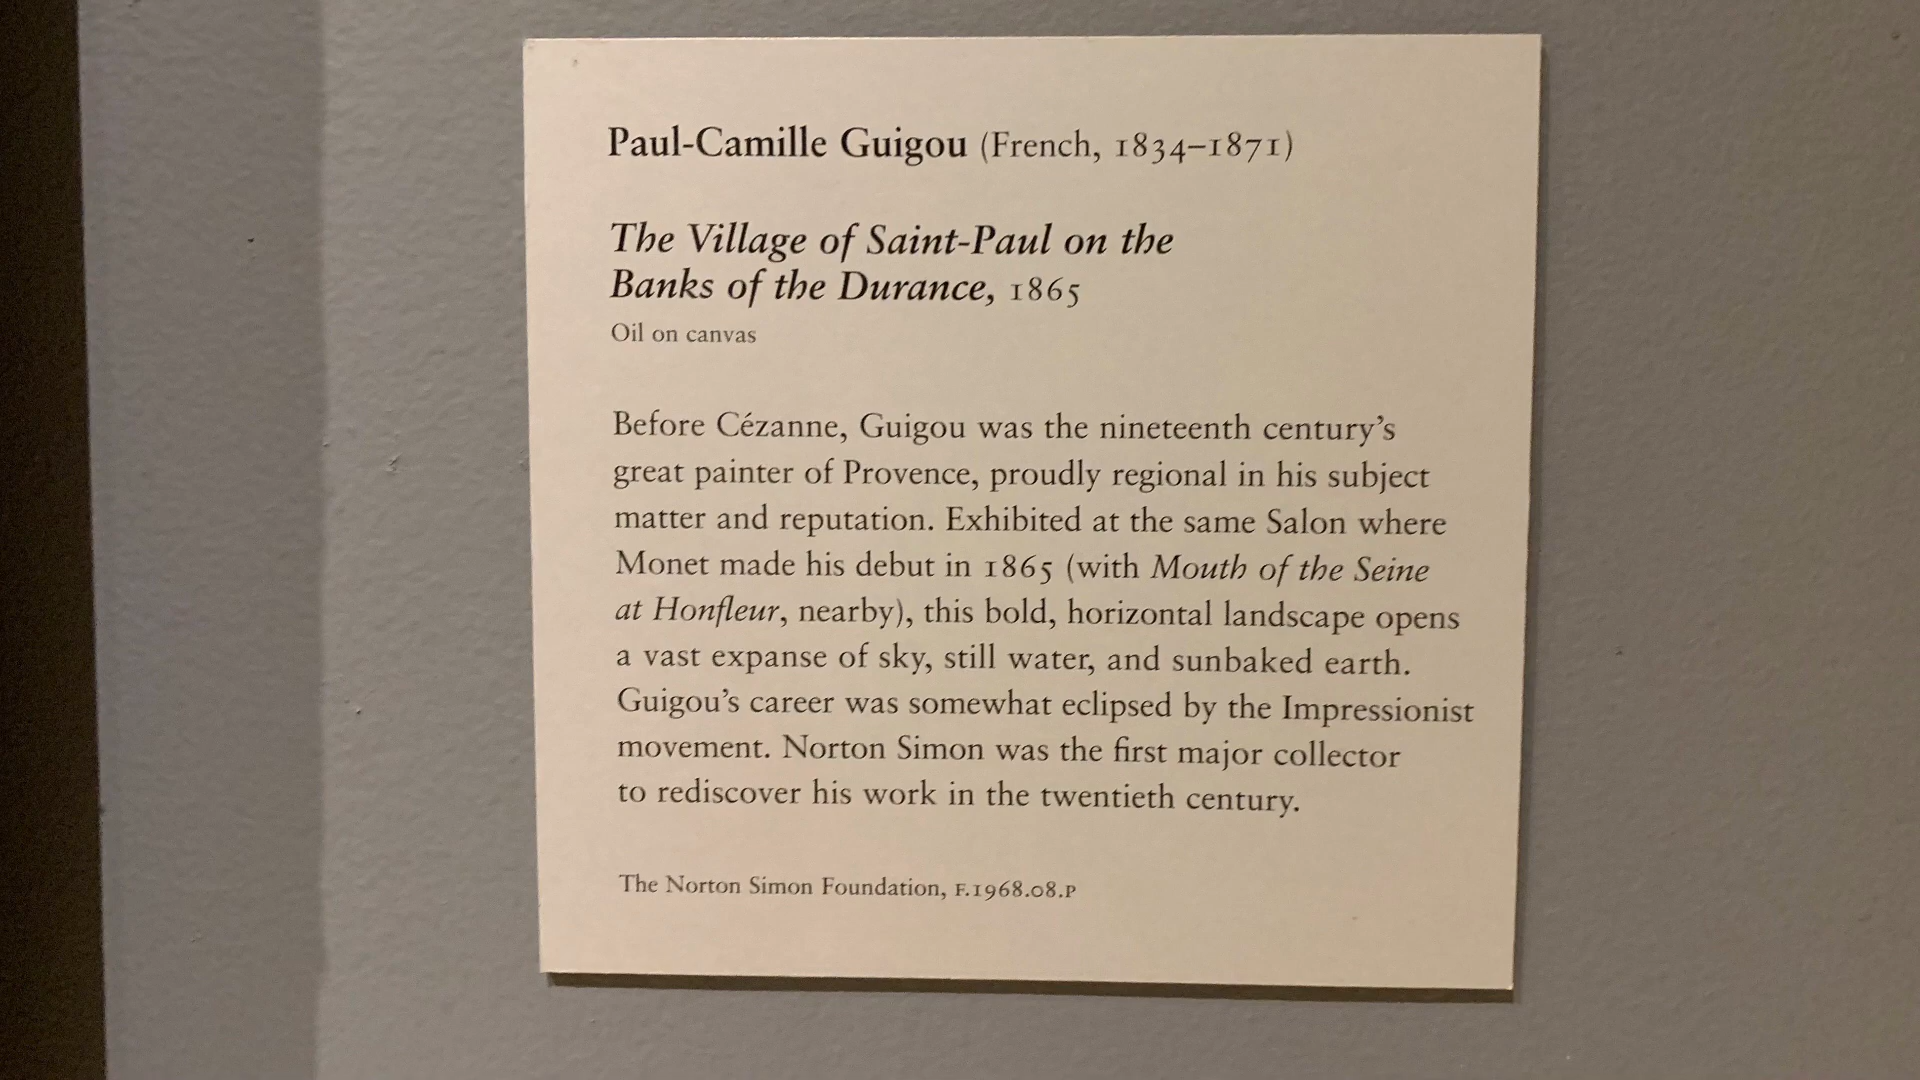 Paul-Camille Guigou (French, 1834–1871)
The Village of Saint-Paul on the
Banks of the Durance, 1865
Oil on canvas
Before Cézanne, Guigou was the nineteenth century’s
great painter of Provence, proudly regional in his subject
matter and reputation. Exhibited at the same Salon where
Monet made his debut in 1865 (with Mouth of the Seine
at Honfleur, nearby), this bold, horizontal landscape opens
a vast expanse of sky, still water, and sunbaked earth.
Guigou’s career was somewhat eclipsed by the Impressionist
movement. Norton Simon was the first major collector
to rediscover his work in the twentieth century.
The Norton Simon Foundation, F.1968.08.P